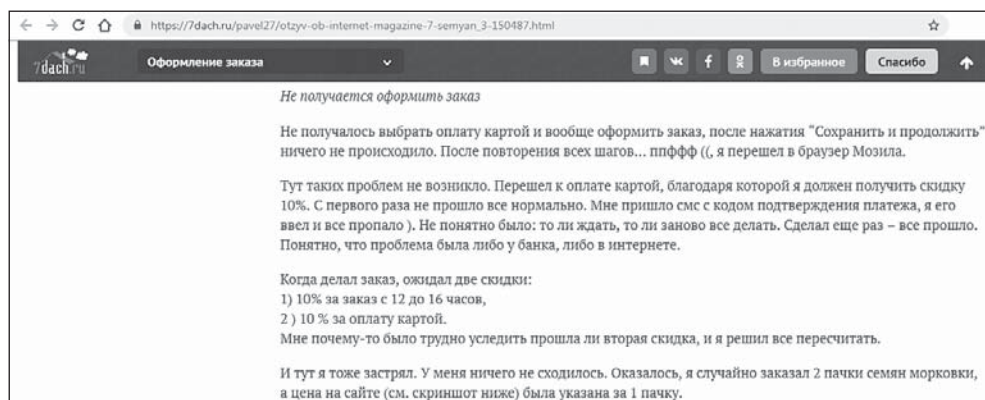 https://7dach.ru/pavel27/otzyv-ob-internet-magazine-7-semyan_3-150487.html
7dach.ru Оформление заказа В избранное Спасибо
Не получается оформить заказ
Не получалось выбрать оплату картой и вообще оформить заказ, после нажатия "Сохранить и продолжить"
ничего не происходило. После повторения всех шагов... ппффф ((, я перешел в браузер Мозила.
Тут таких проблем не возникло. Перешел к оплате картой, благодаря которой я должен получить скидку
10%. С первого раза не прошло все нормально. Мне пришло смс с кодом подтверждения платежа, я его
ввел и все пропало ). Не понятно было: то ли ждать, то ли заново все делать. Сделал еще раз – все прошло.
Понятно, что проблема была либо у банка, либо в интернете.
Когда делал заказ, ожидал две скидки:
1) 10% за заказ с 12 до 16 часов,
2 ) 10 % за оплату картой.
Мне почему-то было трудно уследить прошла ли вторая скидка, и я решил все пересчитать.
И тут я тоже застрял. У меня ничего не сходилось. Оказалось, я случайно заказал 2 пачки семян морковки,
а цена на сайте (см. скриншот ниже) была указана за 1 пачку.